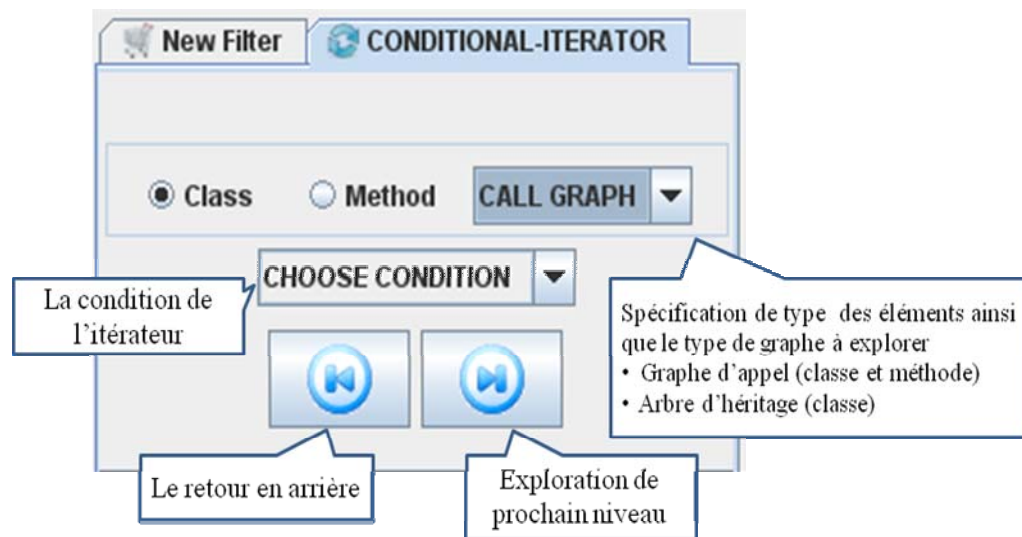 New Filter
CONDITIONAL-ITERATOR
Class
Method
CALL GRAPH
CHOOSE CONDITION
La condition de
l’itérateur
Spécification de type des éléments ainsi
que le type de graphe à explorer
• Graphe d’appel (classe et méthode)
• Arbre d’héritage (classe)
Le retour en arrière
Exploration de
prochain niveau